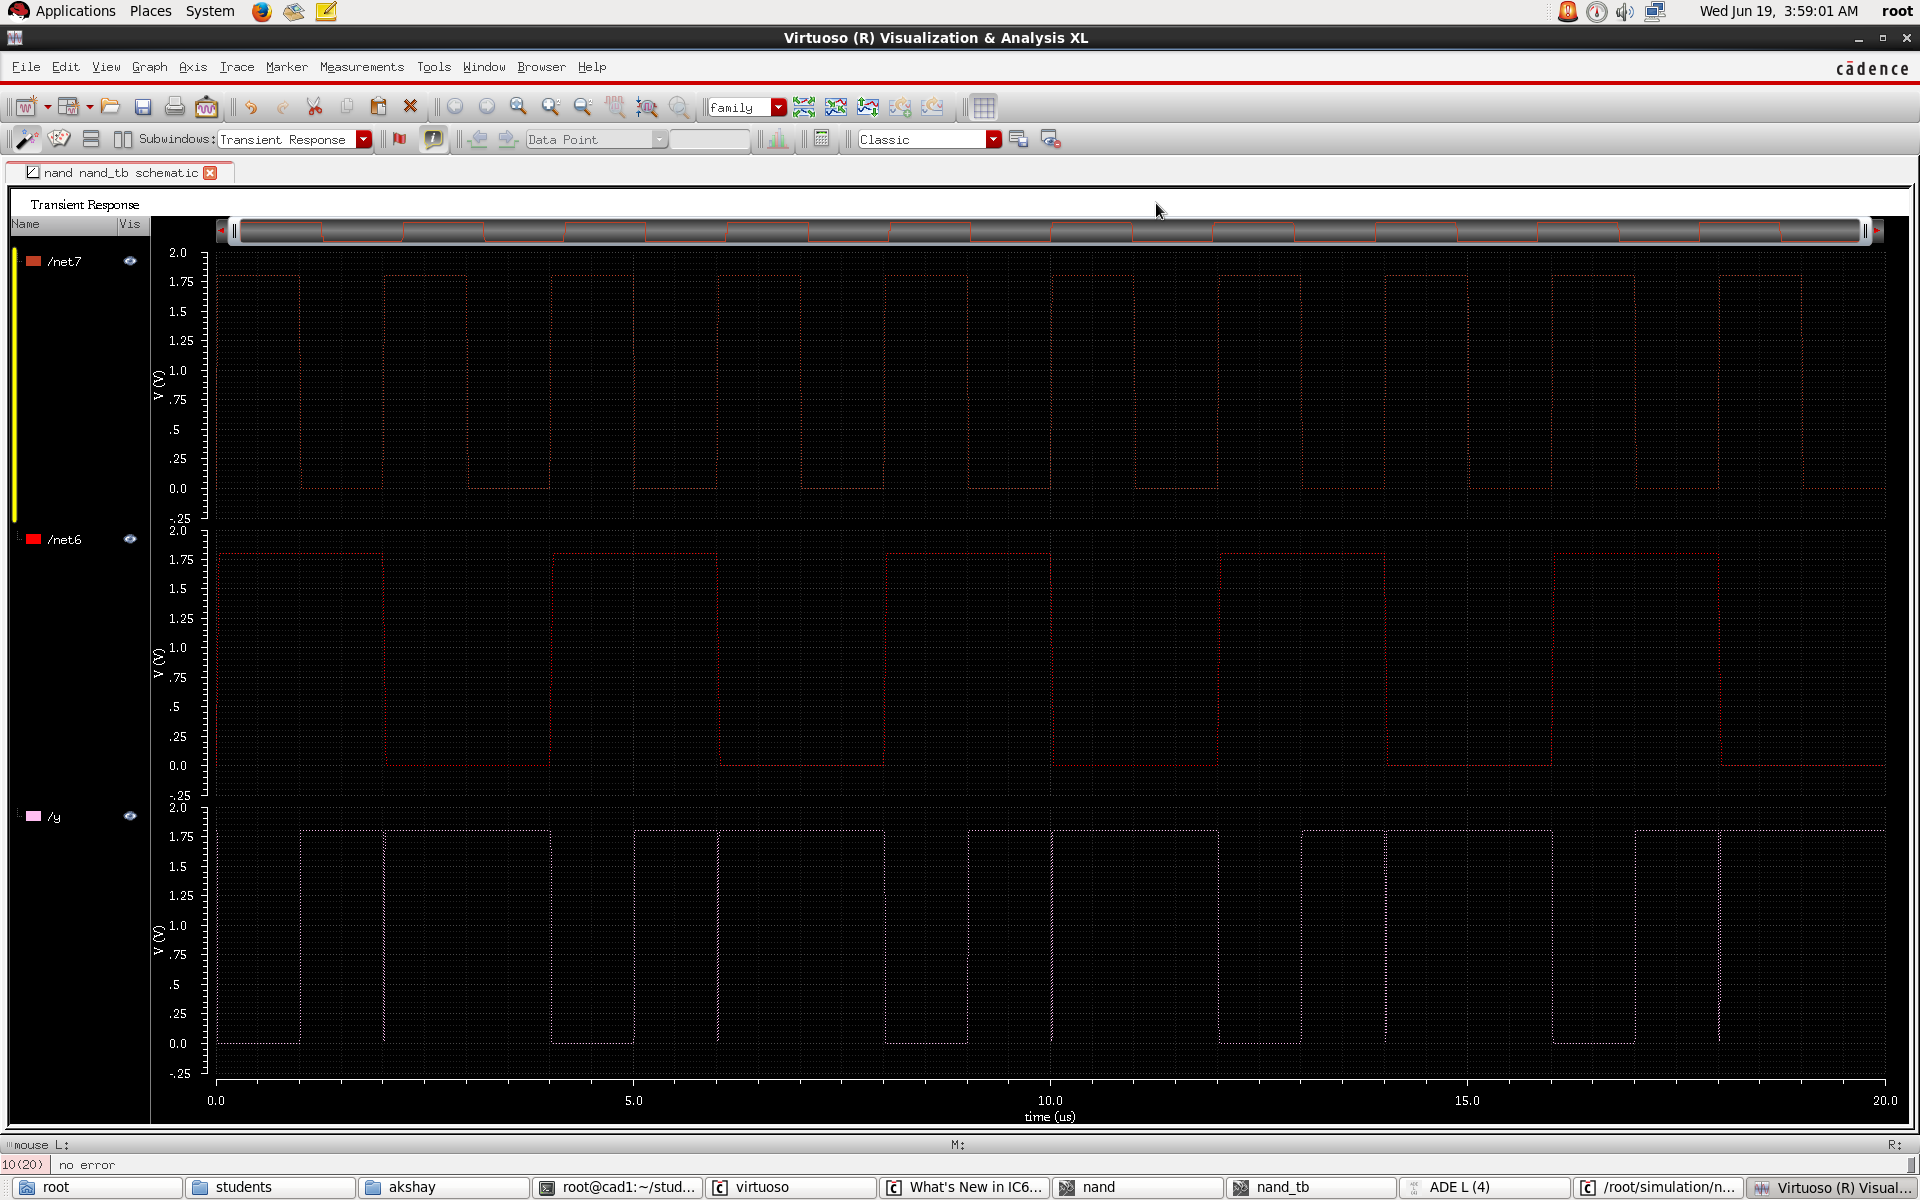 Applications Places System Wed Jun 19, 3:59:01 AM root
Virtuoso (R) Visualization & Analysis XL
File Edit View Graph Axis Trace Marker Measurements Tools Window Browser Help cādence
family
Subwindows: Transient Response Data Point Classic
nand nand_tb schematic
Transient Response
Name Vis
/net7
2.0
1.75
1.5
1.25
1.0
.75
.5
.25
0.0
-.25
V (V)
/net6
2.0
1.75
1.5
1.25
1.0
.75
.5
.25
0.0
-.25
V (V)
/y
2.0
1.75
1.5
1.25
1.0
.75
.5
.25
0.0
-.25
V (V)
0.0 5.0 10.0 15.0 20.0
time (us)
mouse L: M: R:
10(20) no error
root students akshay root@cad1:~/stud... virtuoso What's New in IC6... nand nand_tb ADE L (4) /root/simulation/n... Virtuoso (R) Visual...